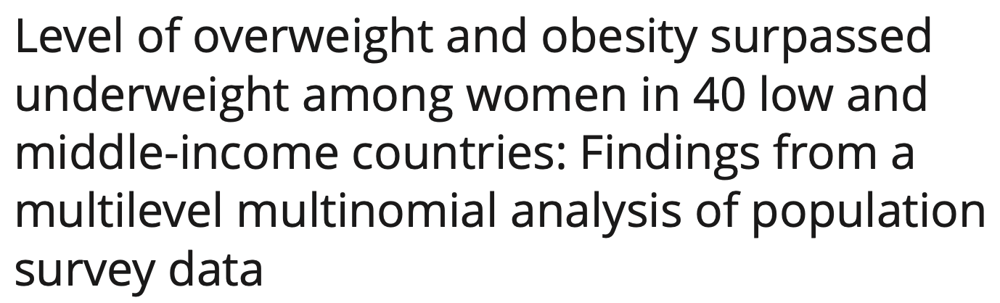 Level of overweight and obesity surpassed
underweight among women in 40 low and
middle-income countries: Findings from a
multilevel multinomial analysis of population
survey data